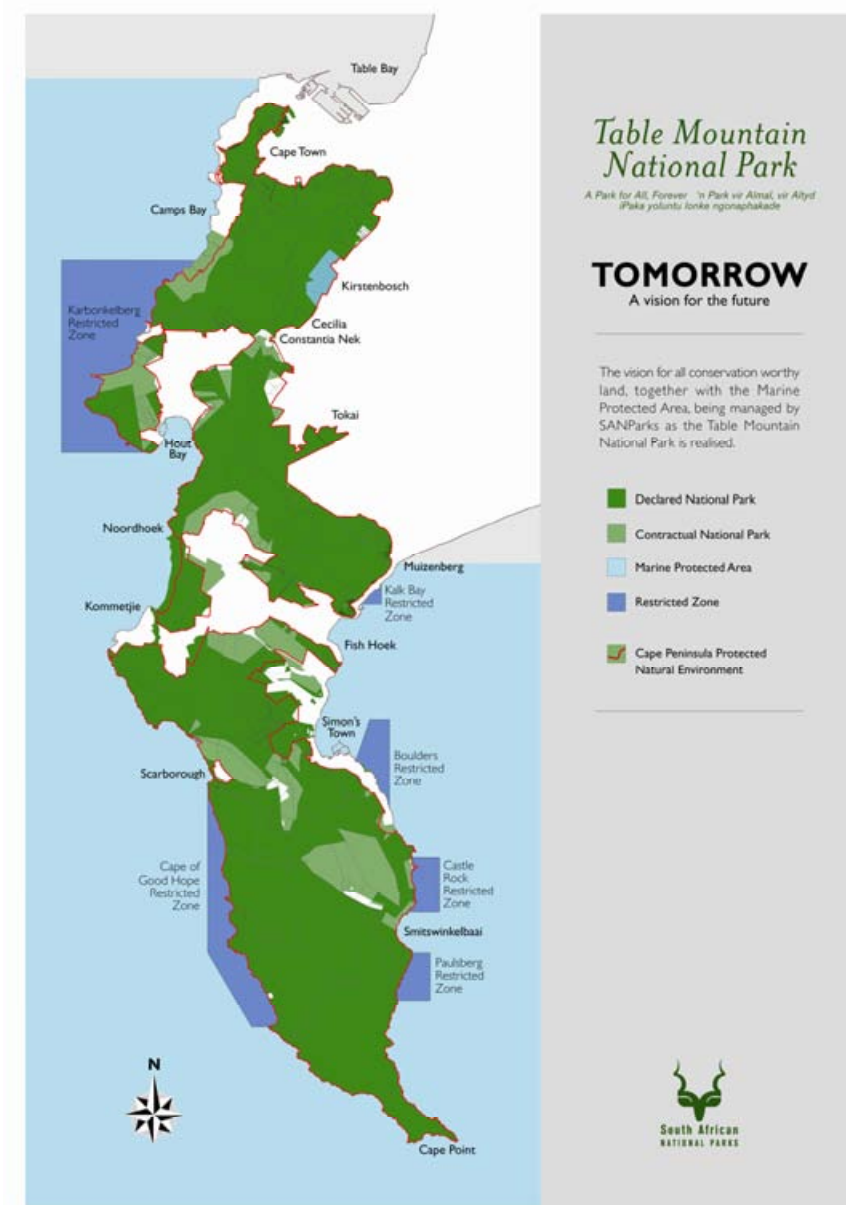 Table Bay
Cape Town
Camps Bay
Kirstenbosch
Karbonkelberg
Restricted
Zone
Cecilia
Constantia Nek
Tokai
Hout
Bay
Noordhoek
Muizenberg
Kalk Bay
Restricted
Zone
Kommetjie
Fish Hoek
Simon's
Town
Boulders
Restricted
Zone
Scarborough
Cape of
Good Hope
Restricted
Zone
Castle
Rock
Restricted
Zone
Smitswinkelbaai
Paulsberg
Restricted
Zone
N
Cape Point
Table Mountain
National Park
A Park for All, Forever 'n Park vir Almal, vir Altyd
iPaka yoluntu lonke ngonaphakade
TOMORROW
A vision for the future
The vision for all conservation worthy
land, together with the Marine
Protected Area, being managed by
SANParks as the Table Mountain
National Park is realised.
Declared National Park
Contractual National Park
Marine Protected Area
Restricted Zone
Cape Peninsula Protected
Natural Environment
South African
NATIONAL PARKS